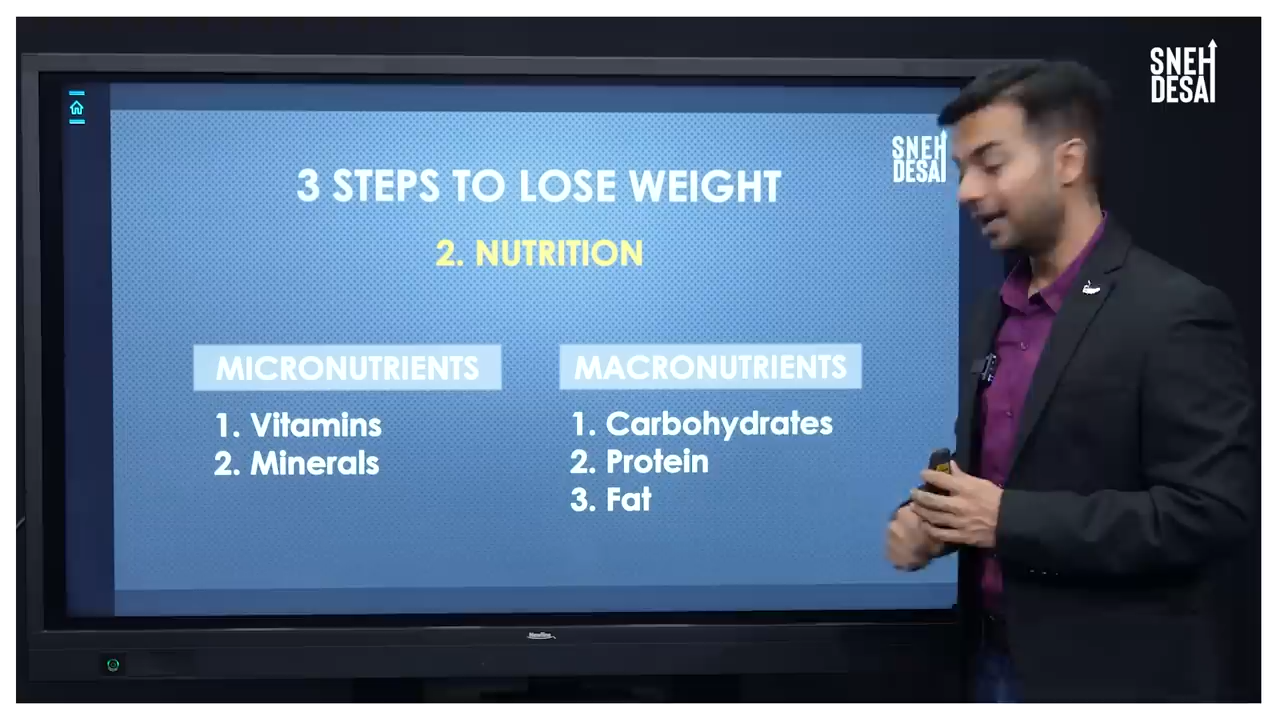 SNEH
DESAI
SNEH
DESAI
3 STEPS TO LOSE WEIGHT
2. NUTRITION
MICRONUTRIENTS
1. Vitamins
2. Minerals
MACRONUTRIENTS
1. Carbohydrates
2. Protein
3. Fat
Newline